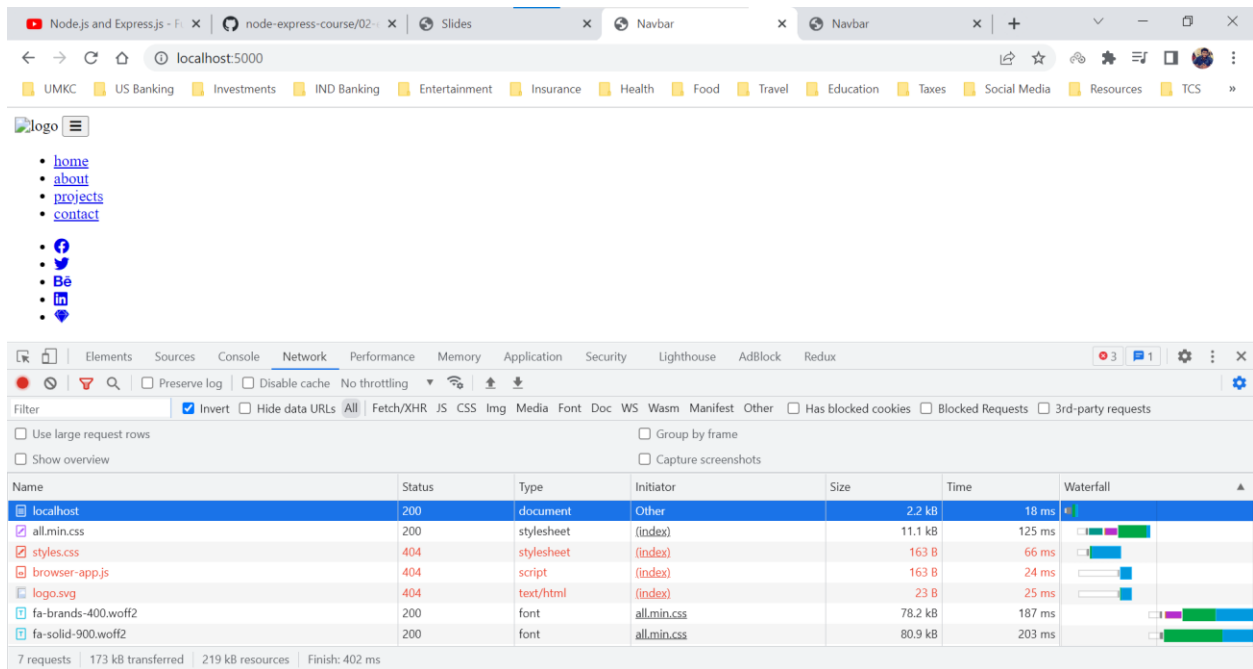 Node.js and Express.js - F
node-express-course/02-
Slides
Navbar
Navbar
localhost:5000
UMKC US Banking Investments IND Banking Entertainment Insurance Health Food Travel Education Taxes Social Media Resources TCS »
logo
home
about
projects
contact
Bē
in
Elements Sources Console Network Performance Memory Application Security Lighthouse AdBlock Redux 3 1
Preserve log Disable cache No throttling
Filter Invert Hide data URLs All Fetch/XHR JS CSS Img Media Font Doc WS Wasm Manifest Other Has blocked cookies Blocked Requests 3rd-party requests
Use large request rows Group by frame
Show overview Capture screenshots
Name Status Type Initiator Size Time Waterfall
localhost 200 document Other 2.2 kB 18 ms
all.min.css 200 stylesheet (index) 11.1 kB 125 ms
styles.css 404 stylesheet (index) 163 B 66 ms
browser-app.js 404 script (index) 163 B 24 ms
logo.svg 404 text/html (index) 23 B 25 ms
fa-brands-400.woff2 200 font all.min.css 78.2 kB 187 ms
fa-solid-900.woff2 200 font all.min.css 80.9 kB 203 ms
7 requests 173 kB transferred 219 kB resources Finish: 402 ms